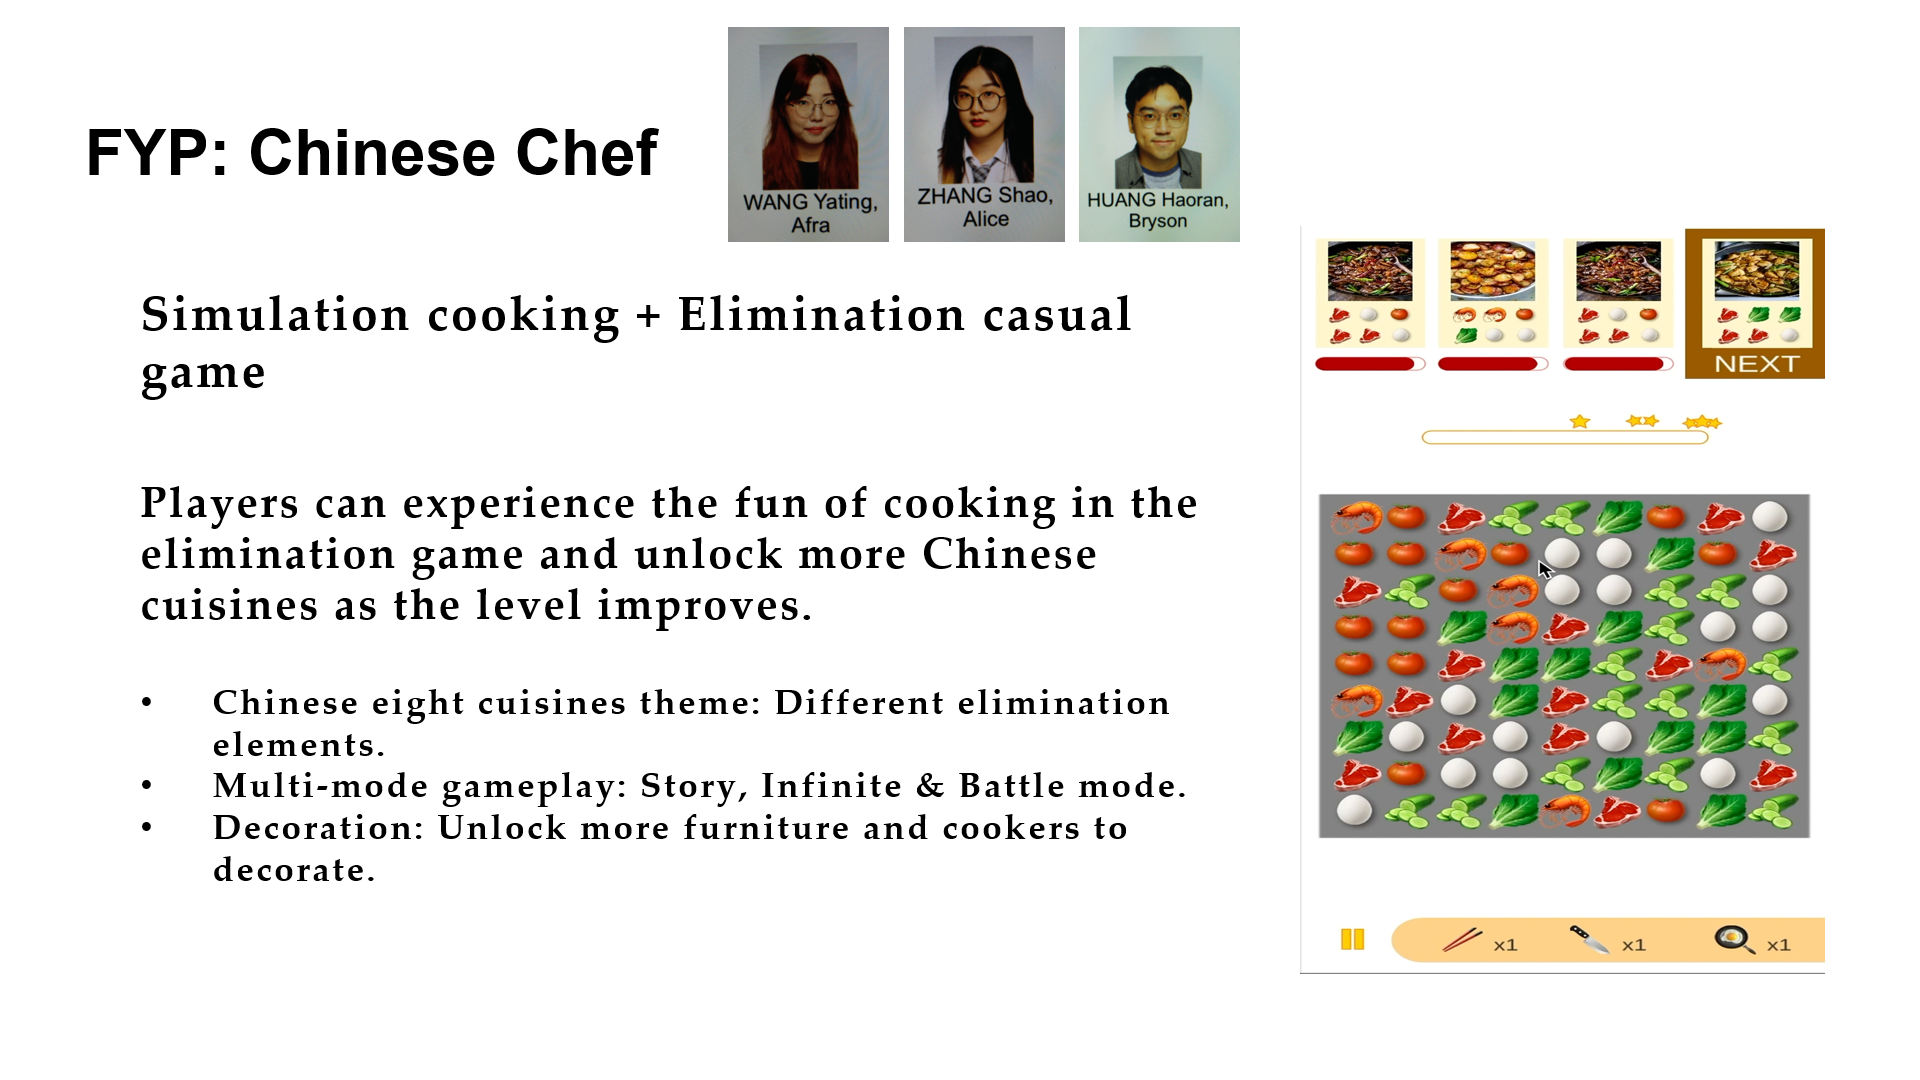 FYP: Chinese Chef
WANG Yating,
Afra
ZHANG Shao,
Alice
HUANG Haoran,
Bryson
Simulation cooking + Elimination casual
game
Players can experience the fun of cooking in the
elimination game and unlock more Chinese
cuisines as the level improves.
• Chinese eight cuisines theme: Different elimination
elements.
• Multi-mode gameplay: Story, Infinite & Battle mode.
• Decoration: Unlock more furniture and cookers to
decorate.
NEXT
x1
x1
x1